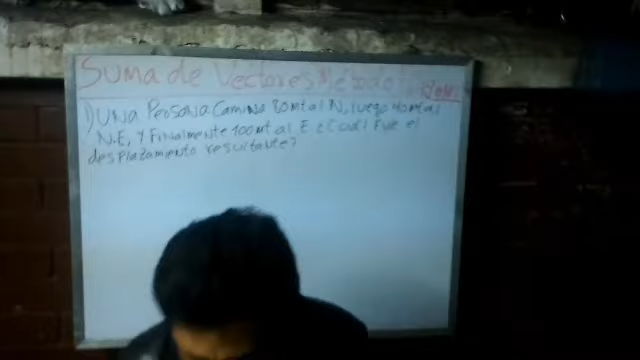 Suma de Vectores Método
1) UNA Persona Camina 80mt al N, luego 40mt al
N.E, Y Finalmente 100mt al E ¿Cual Fue el
desplazamiento resultante?